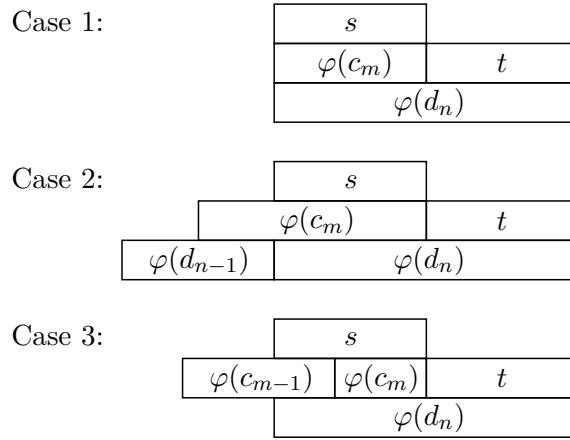 Case 1:
s
φ(c_m) t
φ(d_n)
Case 2:
s
φ(c_m) t
φ(d_{n−1}) φ(d_n)
Case 3:
s
φ(c_{m−1}) φ(c_m) t
φ(d_n)